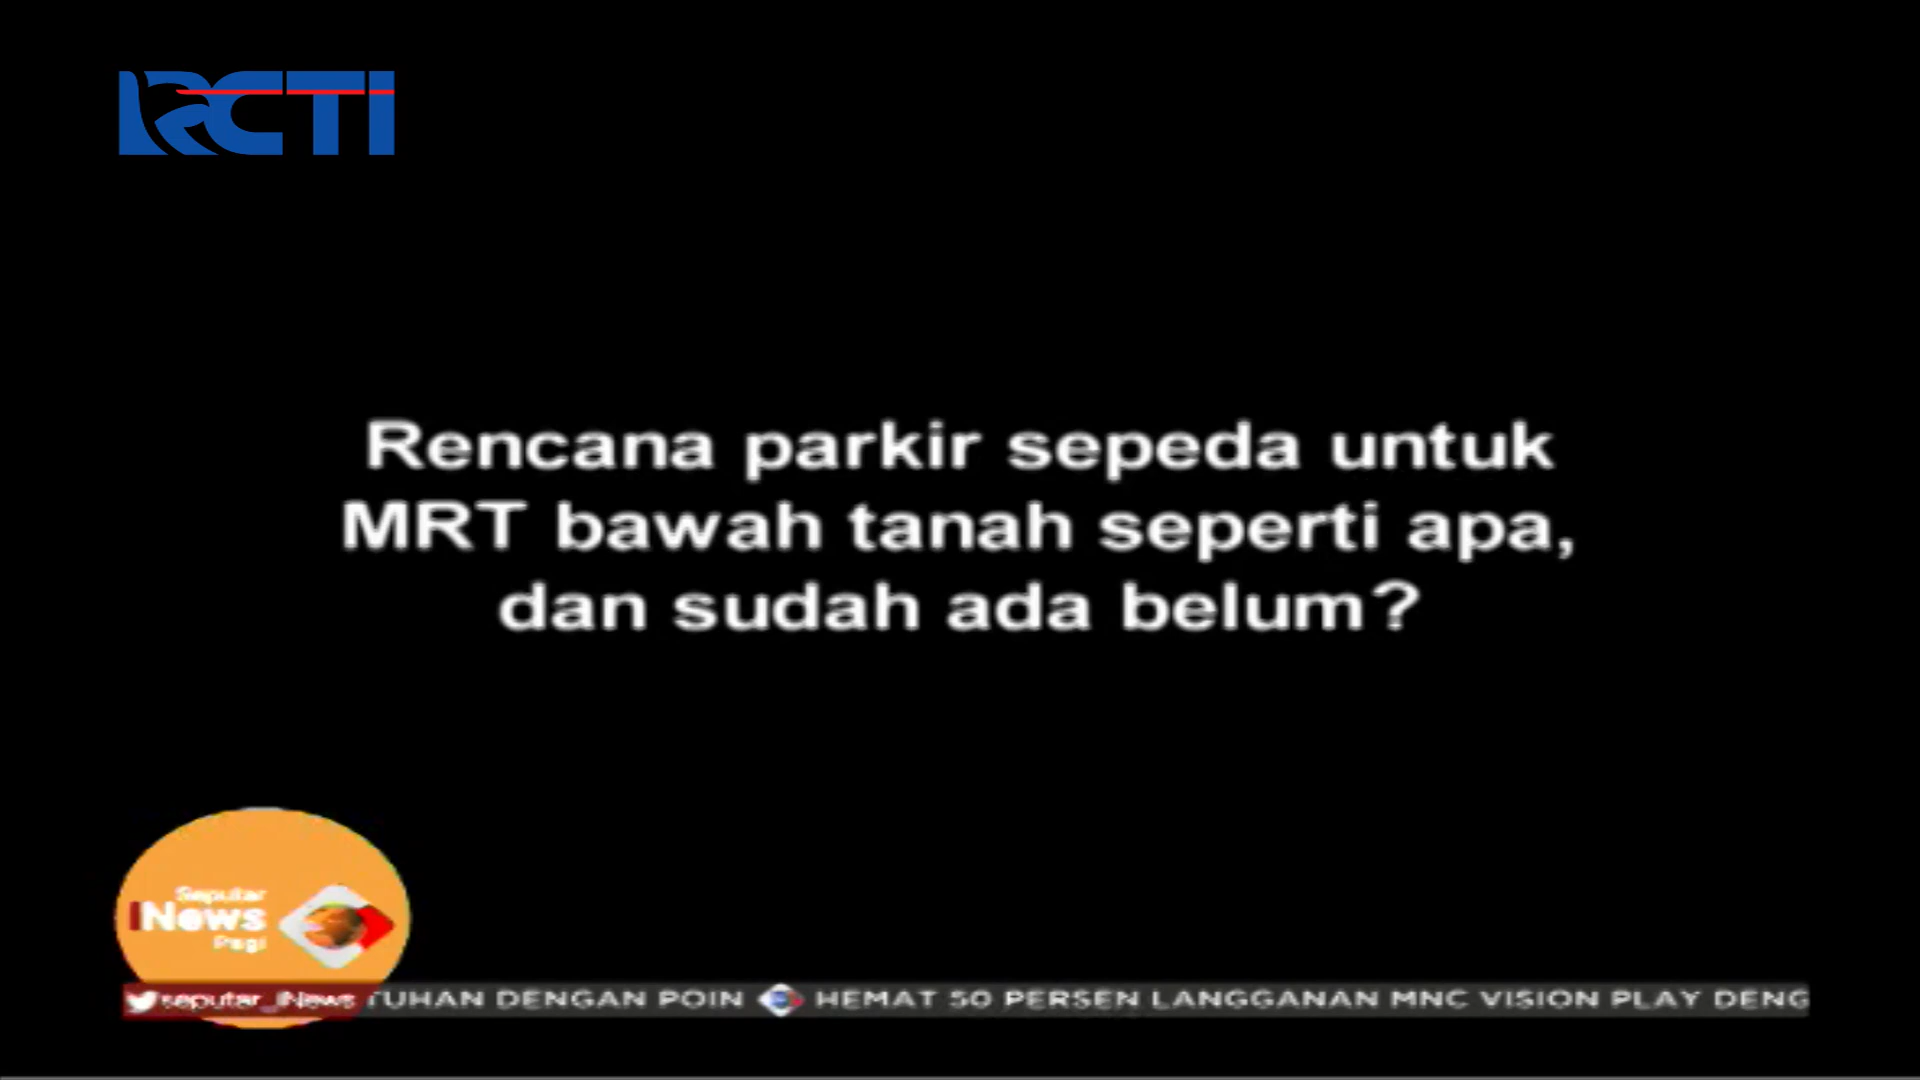 RCTI
Rencana parkir sepeda untuk
MRT bawah tanah seperti apa,
dan sudah ada belum?
Seputar
iNews
Pagi
seputar_iNews TUHAN DENGAN POIN HEMAT 50 PERSEN LANGGANAN MNC VISION PLAY DENG